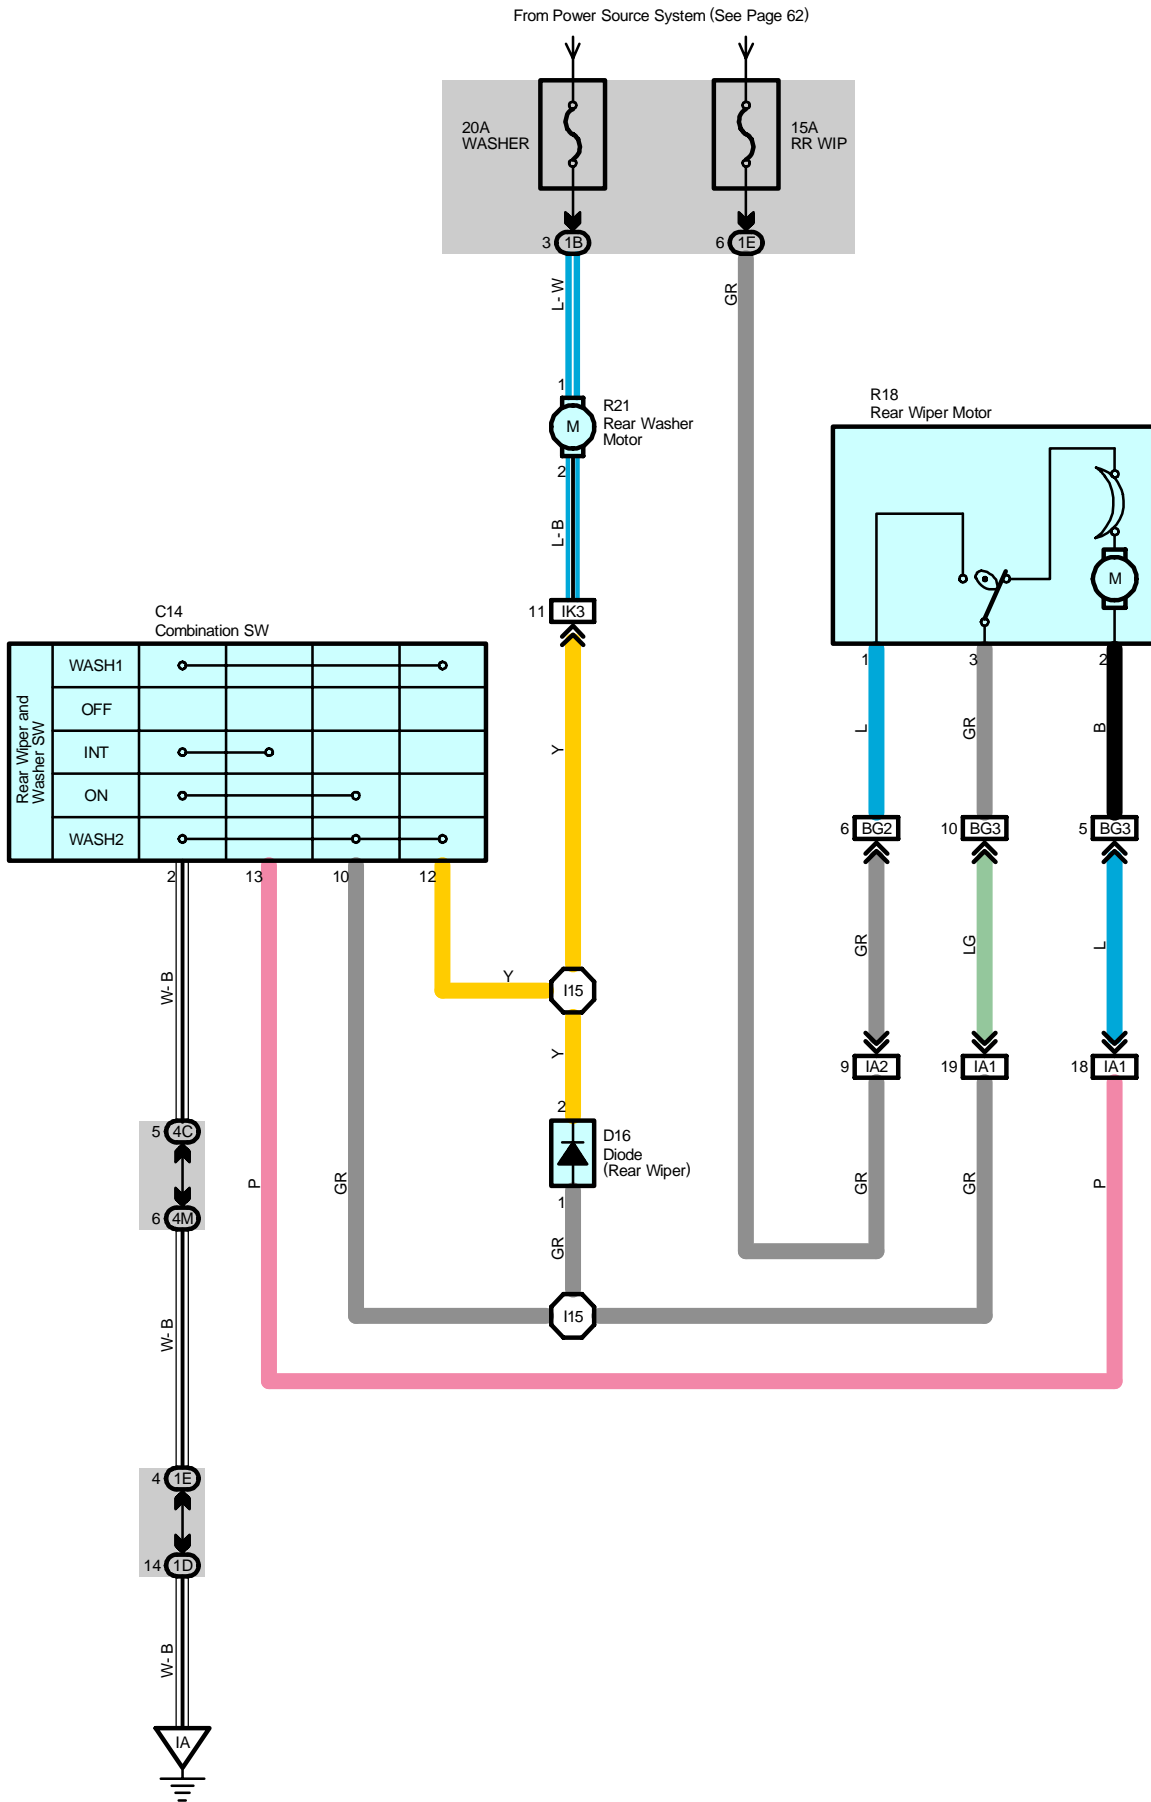 From Power Source System (See Page 62)
20A
WASHER
15A
RR WIP
3 1B
6 1E
L- W
GR
1
R21
Rear Washer
Motor
M
2
L- B
11 IK3
R18
Rear Wiper Motor
M
1 3 2
L GR B
6 BG2
10 BG3
5 BG3
GR LG L
9 IA2
19 IA1
18 IA1
GR GR P
C14
Combination SW
Rear Wiper and
Washer SW
WASH1
OFF
INT
ON
WASH2
2 13 10 12
Y
Y
I15
W- B
Y
2
D16
Diode
(Rear Wiper)
1
5 4C
6 4M
P
GR
GR
I15
W- B
4 1E
14 1D
W- B
IA